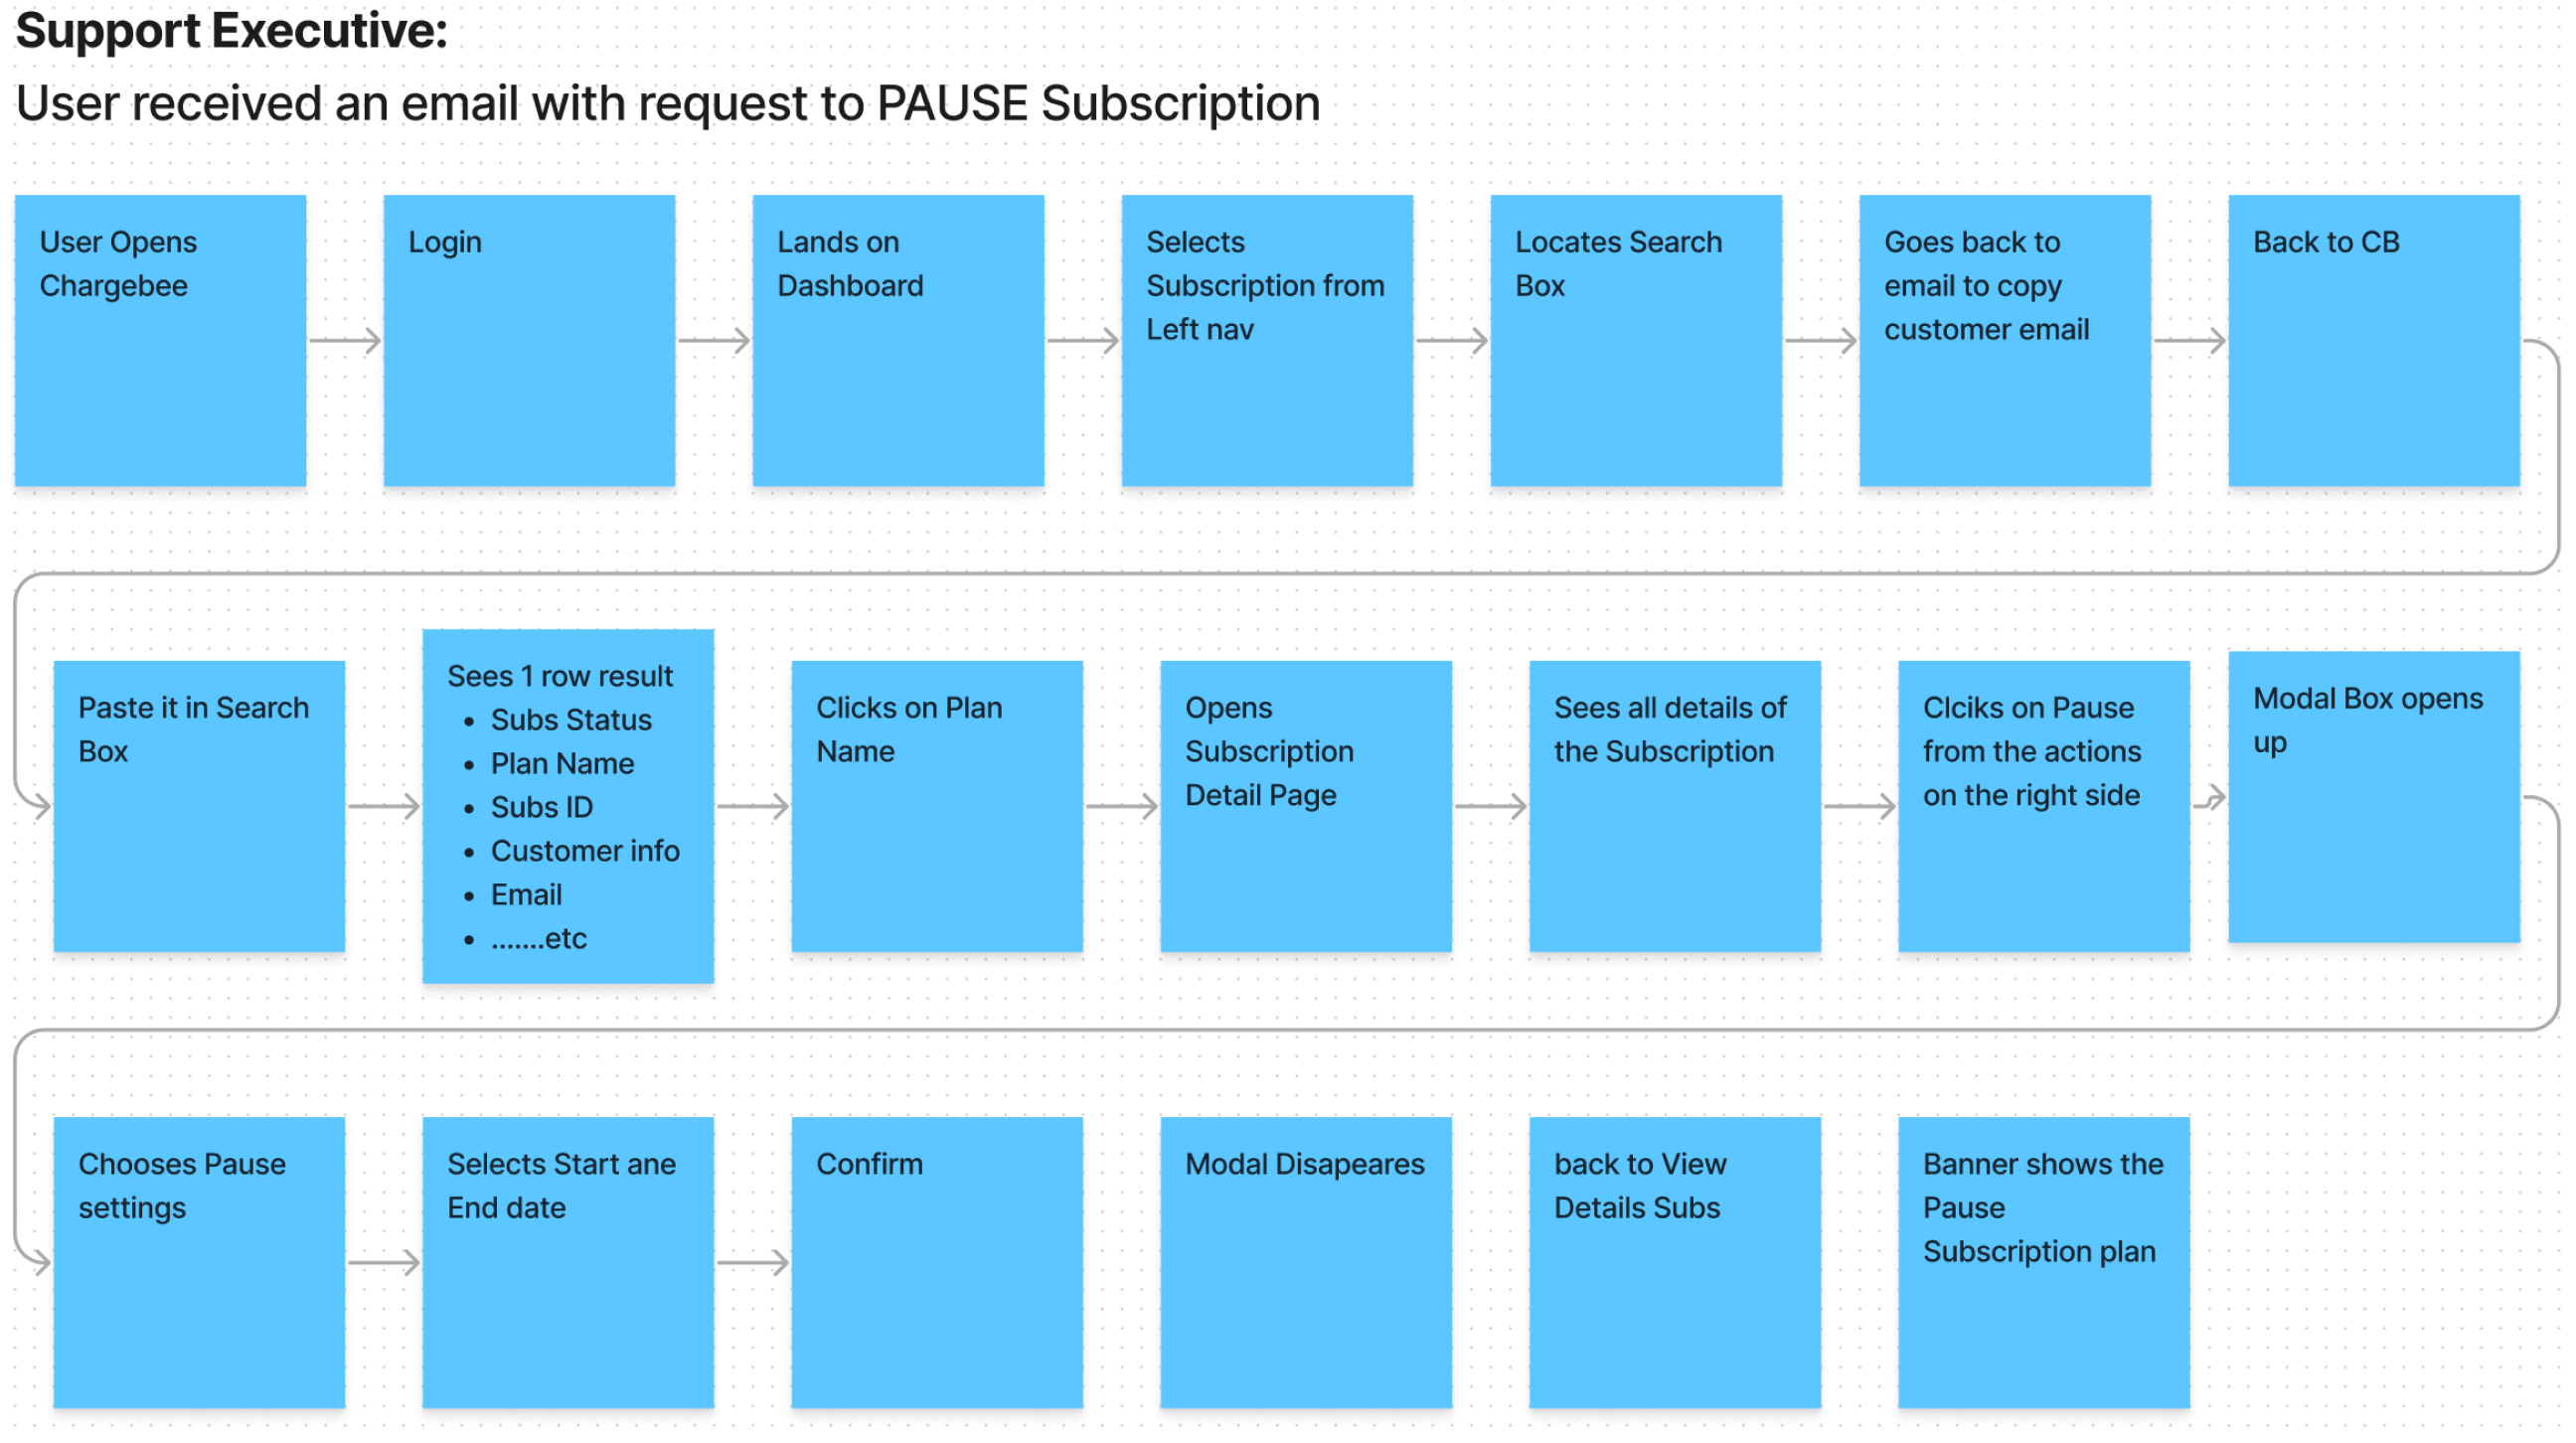 Support Executive:
User received an email with request to PAUSE Subscription
User Opens
Chargebee
Login
Lands on
Dashboard
Selects
Subscription from
Left nav
Locates Search
Box
Goes back to
email to copy
customer email
Back to CB
Paste it in Search
Box
Sees 1 row result
• Subs Status
• Plan Name
• Subs ID
• Customer info
• Email
• .......etc
Clicks on Plan
Name
Opens
Subscription
Detail Page
Sees all details of
the Subscription
Clciks on Pause
from the actions
on the right side
Modal Box opens
up
Chooses Pause
settings
Selects Start ane
End date
Confirm
Modal Disapeares
back to View
Details Subs
Banner shows the
Pause
Subscription plan